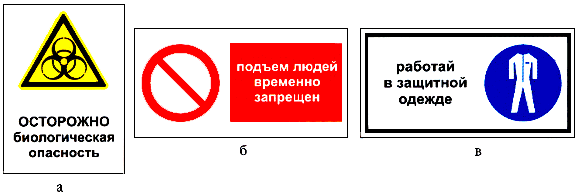 ОСТОРОЖНО
биологическая
опасность
а
подъем людей
временно
запрещен
б
работай
в защитной
одежде
в